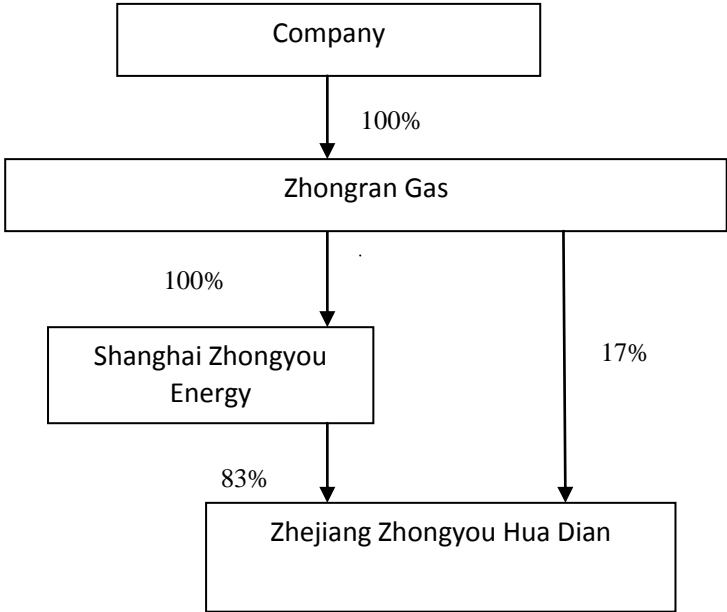 Company
100%
Zhongran Gas
100%
Shanghai Zhongyou
Energy
17%
83%
Zhejiang Zhongyou Hua Dian